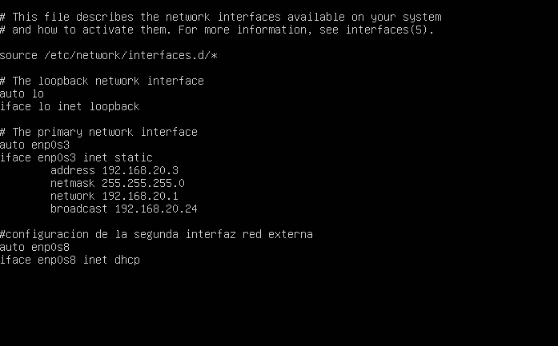 # This file describes the network interfaces available on your system
# and how to activate them. For more information, see interfaces(5).
source /etc/network/interfaces.d/*
# The loopback network interface
auto lo
iface lo inet loopback
# The primary network interface
auto enp0s3
iface enp0s3 inet static
address 192.168.20.3
netmask 255.255.255.0
network 192.168.20.1
broadcast 192.168.20.24
#configuracion de la segunda interfaz red externa
auto enp0s8
iface enp0s8 inet dhcp